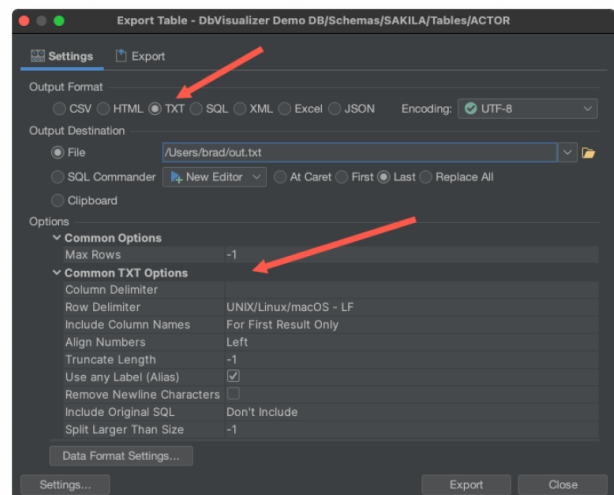 Export Table - DbVisualizer Demo DB/Schemas/SAKILA/Tables/ACTOR
Settings Export
Output Format
CSV HTML TXT SQL XML Excel JSON Encoding: UTF-8
Output Destination
File /Users/brad/out.txt
SQL Commander New Editor At Caret First Last Replace All
Clipboard
Options
Common Options
Max Rows -1
Common TXT Options
Column Delimiter
Row Delimiter UNIX/Linux/macOS - LF
Include Column Names For First Result Only
Align Numbers Left
Truncate Length -1
Use any Label (Alias)
Remove Newline Characters
Include Original SQL Don't Include
Split Larger Than Size -1
Data Format Settings...
Settings... Export Close